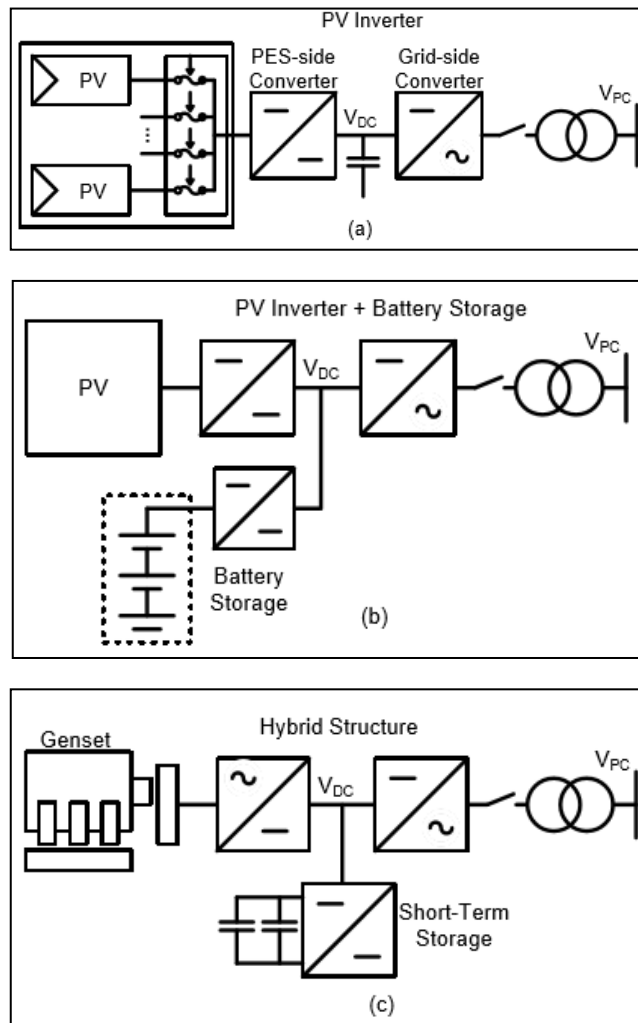 PV Inverter
PV
PV
PES-side
Converter
Grid-side
Converter
VDC
VPC
(a)
PV Inverter + Battery Storage
PV
VDC
VPC
Battery
Storage
(b)
Hybrid Structure
Genset
VDC
VPC
Short-Term
Storage
(c)